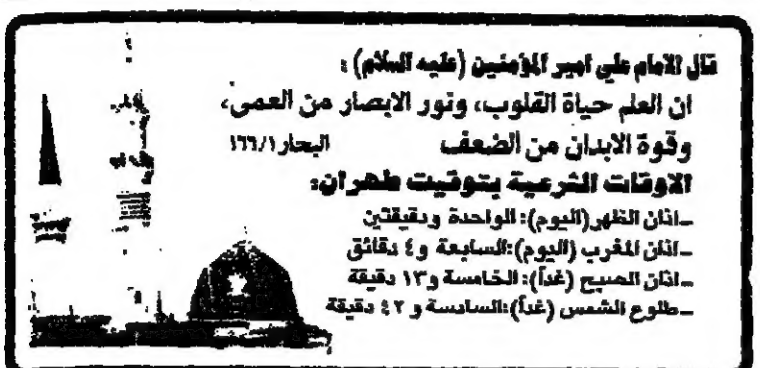 قال الامام علي امير المؤمنين (عليه السلام) :
ان العلم حياة القلوب، ونور الابصار من العمى،
وقوة الابدان من الضعف البحار ١٦٦/١
الاوقات الشرعية بتوقيت طهران:
ـ اذان الظهر (اليوم): الواحدة ودقيقتين
ـ اذان المغرب (اليوم): السابعة و٤ دقائق
ـ اذان الصبح (غداً): الخامسة و١٣ دقيقة
ـ طلوع الشمس (غداً): السادسة و ٤٢ دقيقة